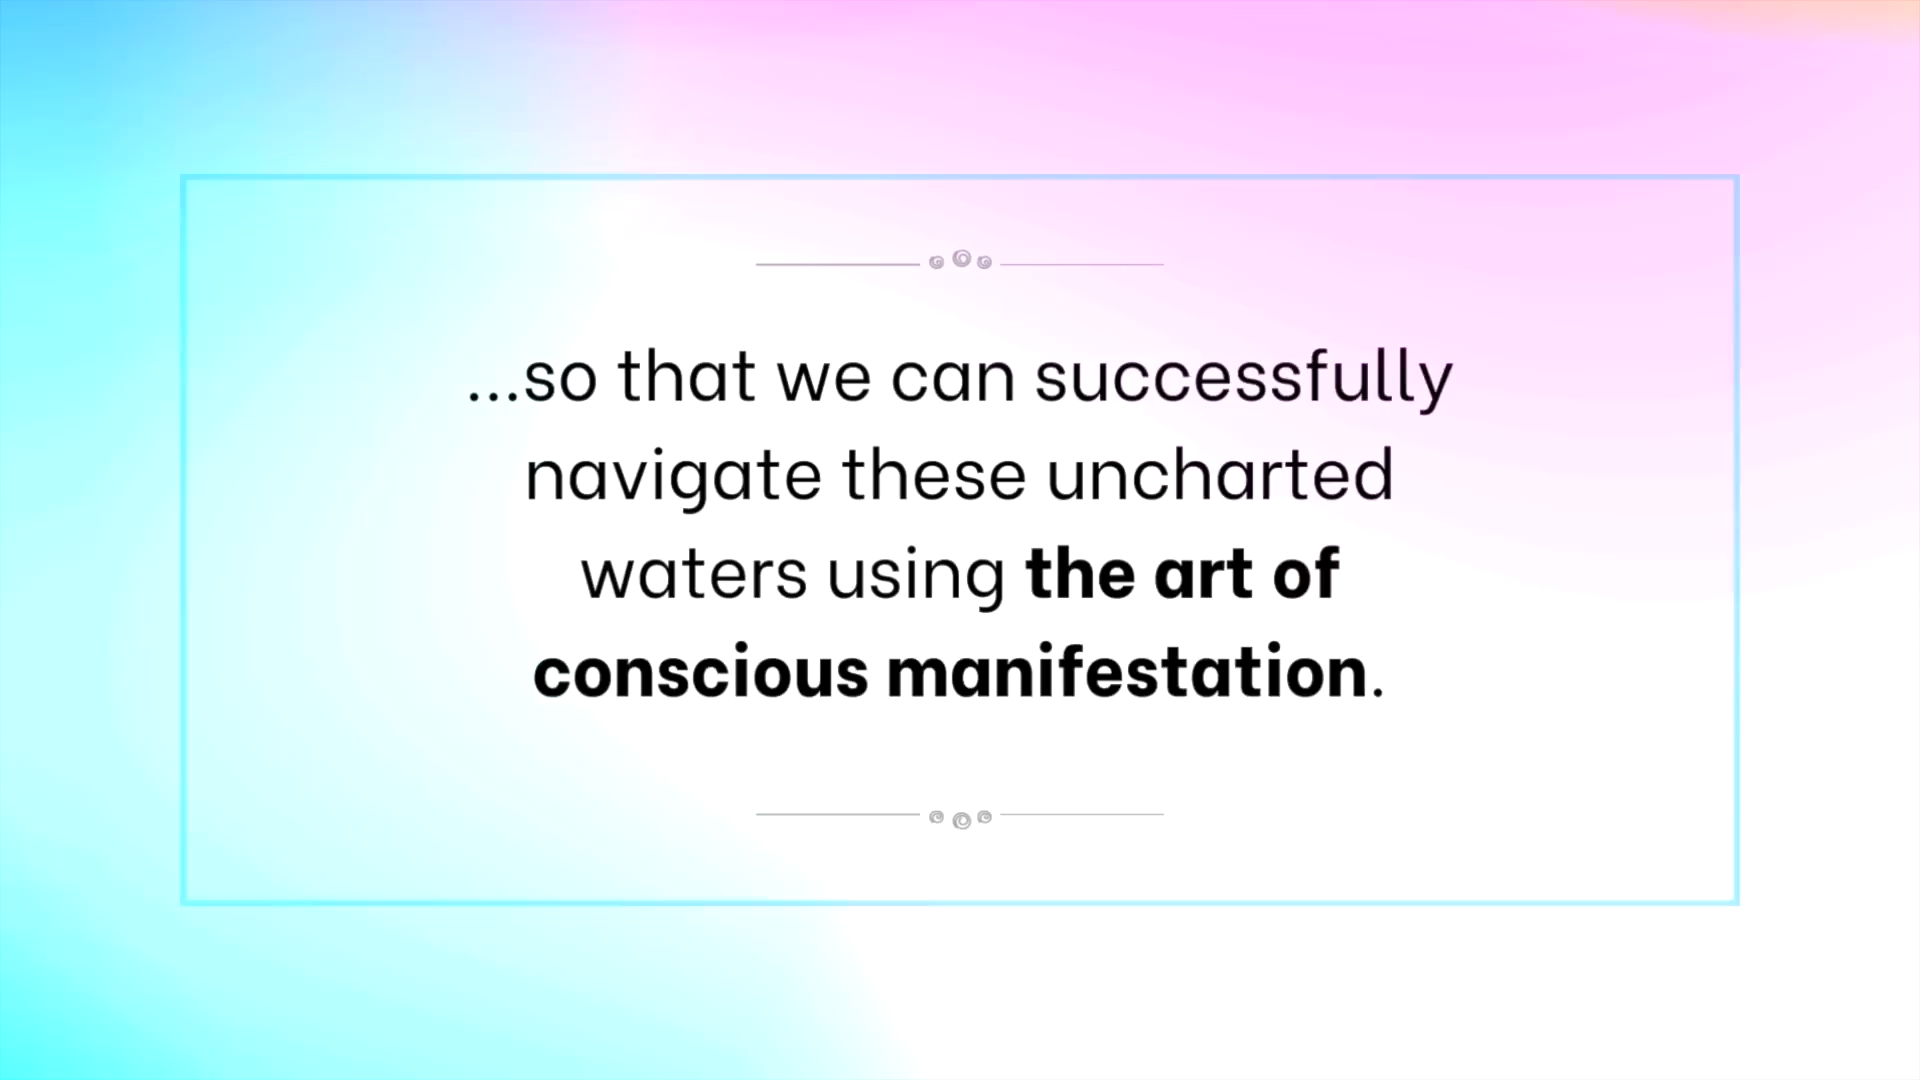 ...so that we can successfully
navigate these uncharted
waters using the art of
conscious manifestation.